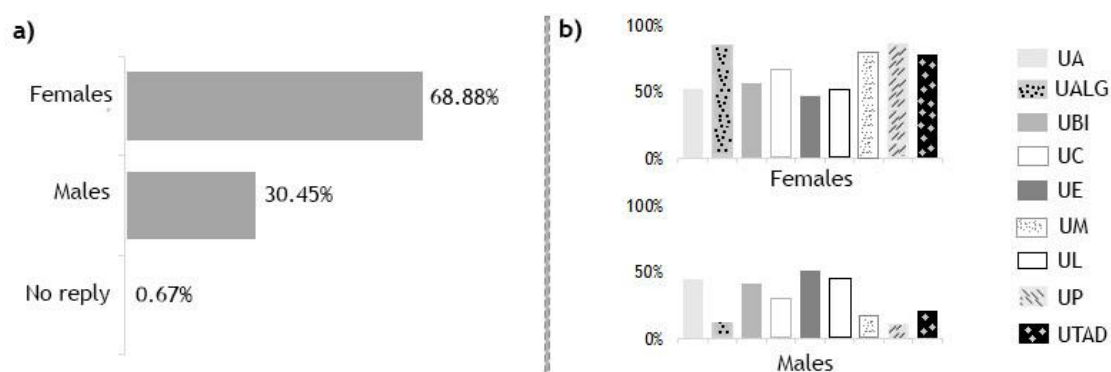 a)
Females
68.88%
Males
30.45%
No reply
0.67%
b)
100%
50%
0%
Females
100%
50%
0%
Males
UA
UALG
UBI
UC
UE
UM
UL
UP
UTAD